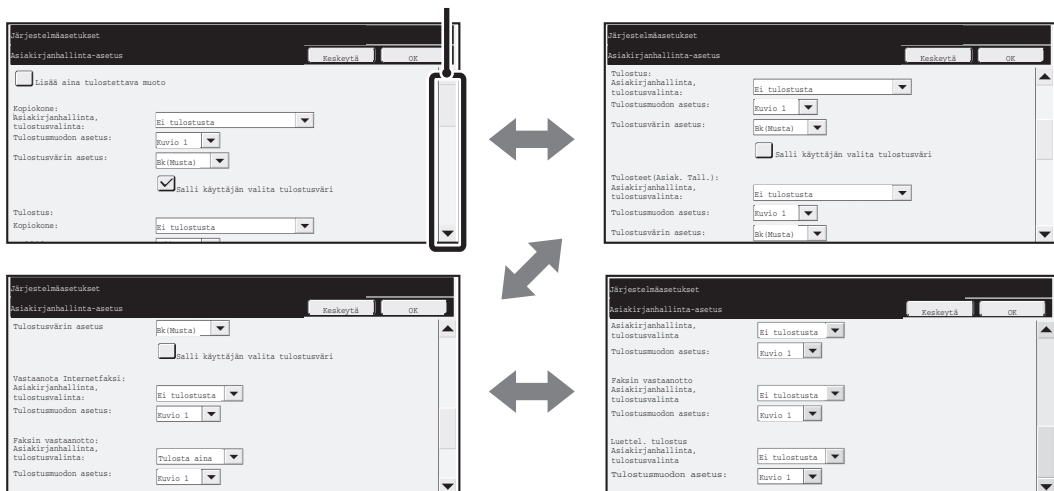 Järjestelmäasetukset
Asiakirjanhallinta-asetus
Keskeytä
OK
Lisää aina tulostettava muoto
Kopiokone:
Asiakirjanhallinta,
tulostusvalinta:
Ei tulostusta
Tulostusmuodon asetus:
Kuvio 1
Tulostusvärin asetus:
Bk(Musta)
Salli käyttäjän valita tulostusväri
Tulostus:
Kopiokone:
Ei tulostusta
Järjestelmäasetukset
Asiakirjanhallinta-asetus
Keskeytä
OK
Tulostus:
Asiakirjanhallinta,
tulostusvalinta:
Ei tulostusta
Tulostusmuodon asetus:
Kuvio 1
Tulostusvärin asetus:
Bk(Musta)
Salli käyttäjän valita tulostusväri
Tulosteet(Asiak. Tall.):
Asiakirjanhallinta,
tulostusvalinta:
Ei tulostusta
Tulostusmuodon asetus:
Kuvio 1
Tulostusvärin asetus:
Bk(Musta)
Järjestelmäasetukset
Asiakirjanhallinta-asetus
Keskeytä
OK
Tulostusvärin asetus
Bk(Musta)
Salli käyttäjän valita tulostusväri
Vastaanota Internetfaksi:
Asiakirjanhallinta,
tulostusvalinta:
Ei tulostusta
Tulostusmuodon asetus:
Kuvio 1
Faksin vastaanotto:
Asiakirjanhallinta,
tulostusvalinta:
Tulosta aina
Tulostusmuodon asetus:
Kuvio 1
Järjestelmäasetukset
Asiakirjanhallinta-asetus
Keskeytä
OK
Asiakirjanhallinta,
tulostusvalinta
Ei tulostusta
Tulostusmuodon asetus:
Kuvio 1
Faksin vastaanotto
Asiakirjanhallinta,
tulostusvalinta
Ei tulostusta
Tulostusmuodon asetus:
Kuvio 1
Luettel. tulostus
Asiakirjanhallinta,
tulostusvalinta
Ei tulostusta
Tulostusmuodon asetus:
Kuvio 1